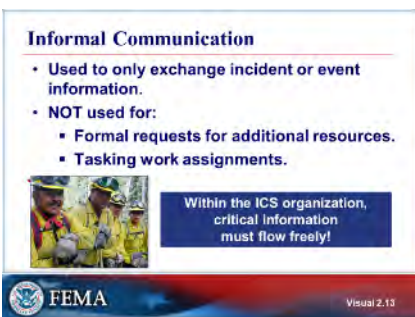 Informal Communication
• Used to only exchange incident or event
information.
• NOT used for:
▪ Formal requests for additional resources.
▪ Tasking work assignments.
Within the ICS organization,
critical information
must flow freely!
FEMA
Visual 2.13